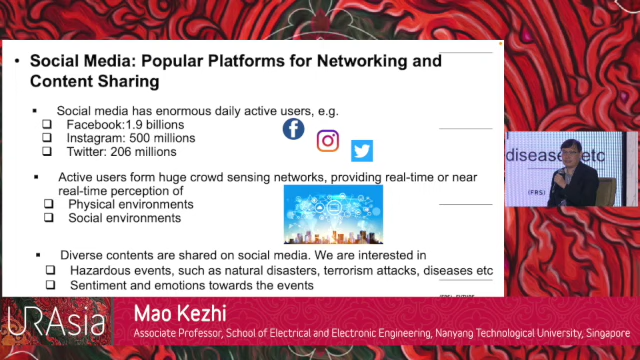 • Social Media: Popular Platforms for Networking and
Content Sharing
▪ Social media has enormous daily active users, e.g.
❑ Facebook:1.9 billions
❑ Instagram: 500 millions
❑ Twitter: 206 millions
▪ Active users form huge crowd sensing networks, providing real-time or near
real-time perception of
❑ Physical environments
❑ Social environments
▪ Diverse contents are shared on social media. We are interested in
❑ Hazardous events, such as natural disasters, terrorism attacks, diseases etc
❑ Sentiment and emotions towards the events
diseases etc
(FRS)
URAsia
Mao Kezhi
Associate Professor, School of Electrical and Electronic Engineering, Nanyang Technological University, Singapore